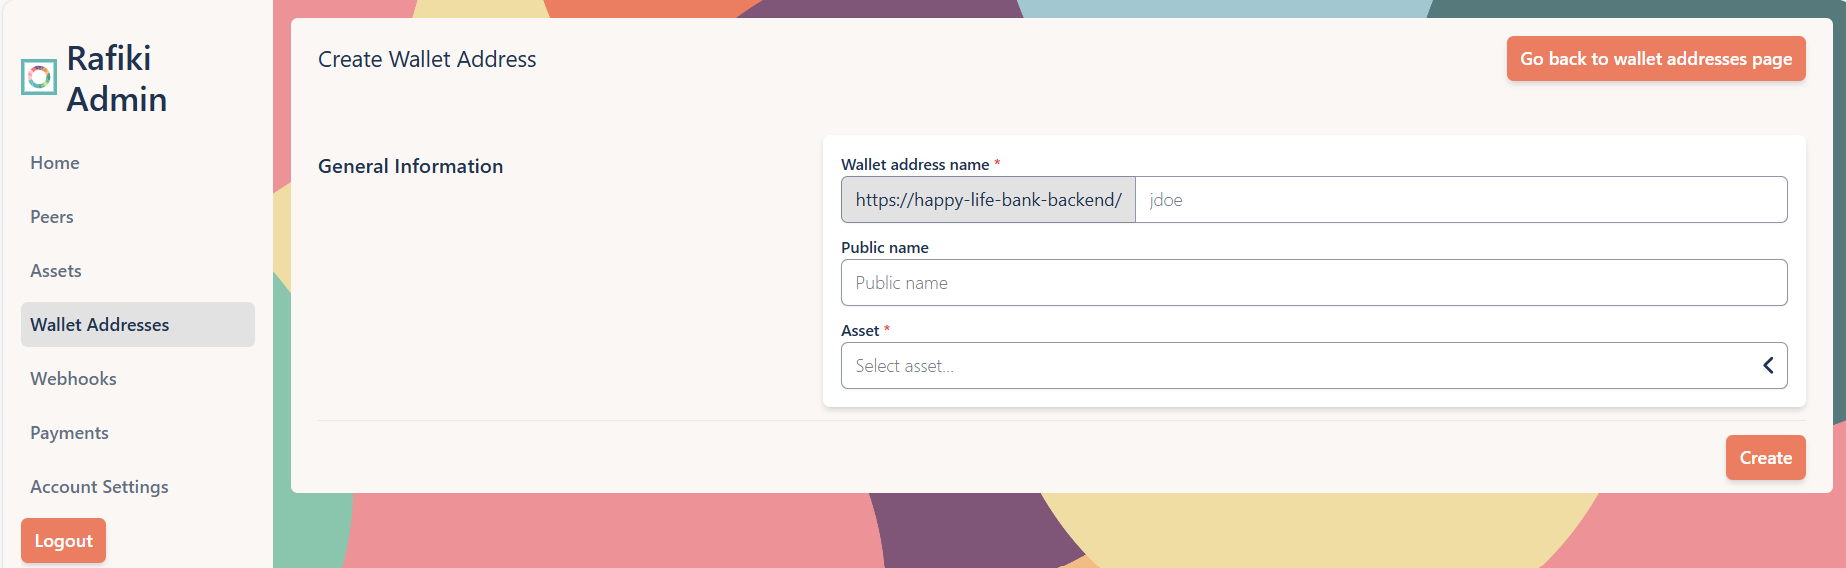 Rafiki
Admin
Home
Peers
Assets
Wallet Addresses
Webhooks
Payments
Account Settings
Logout
Create Wallet Address
Go back to wallet addresses page
General Information
Wallet address name *
https://happy-life-bank-backend/ jdoe
Public name
Public name
Asset *
Select asset...
Create